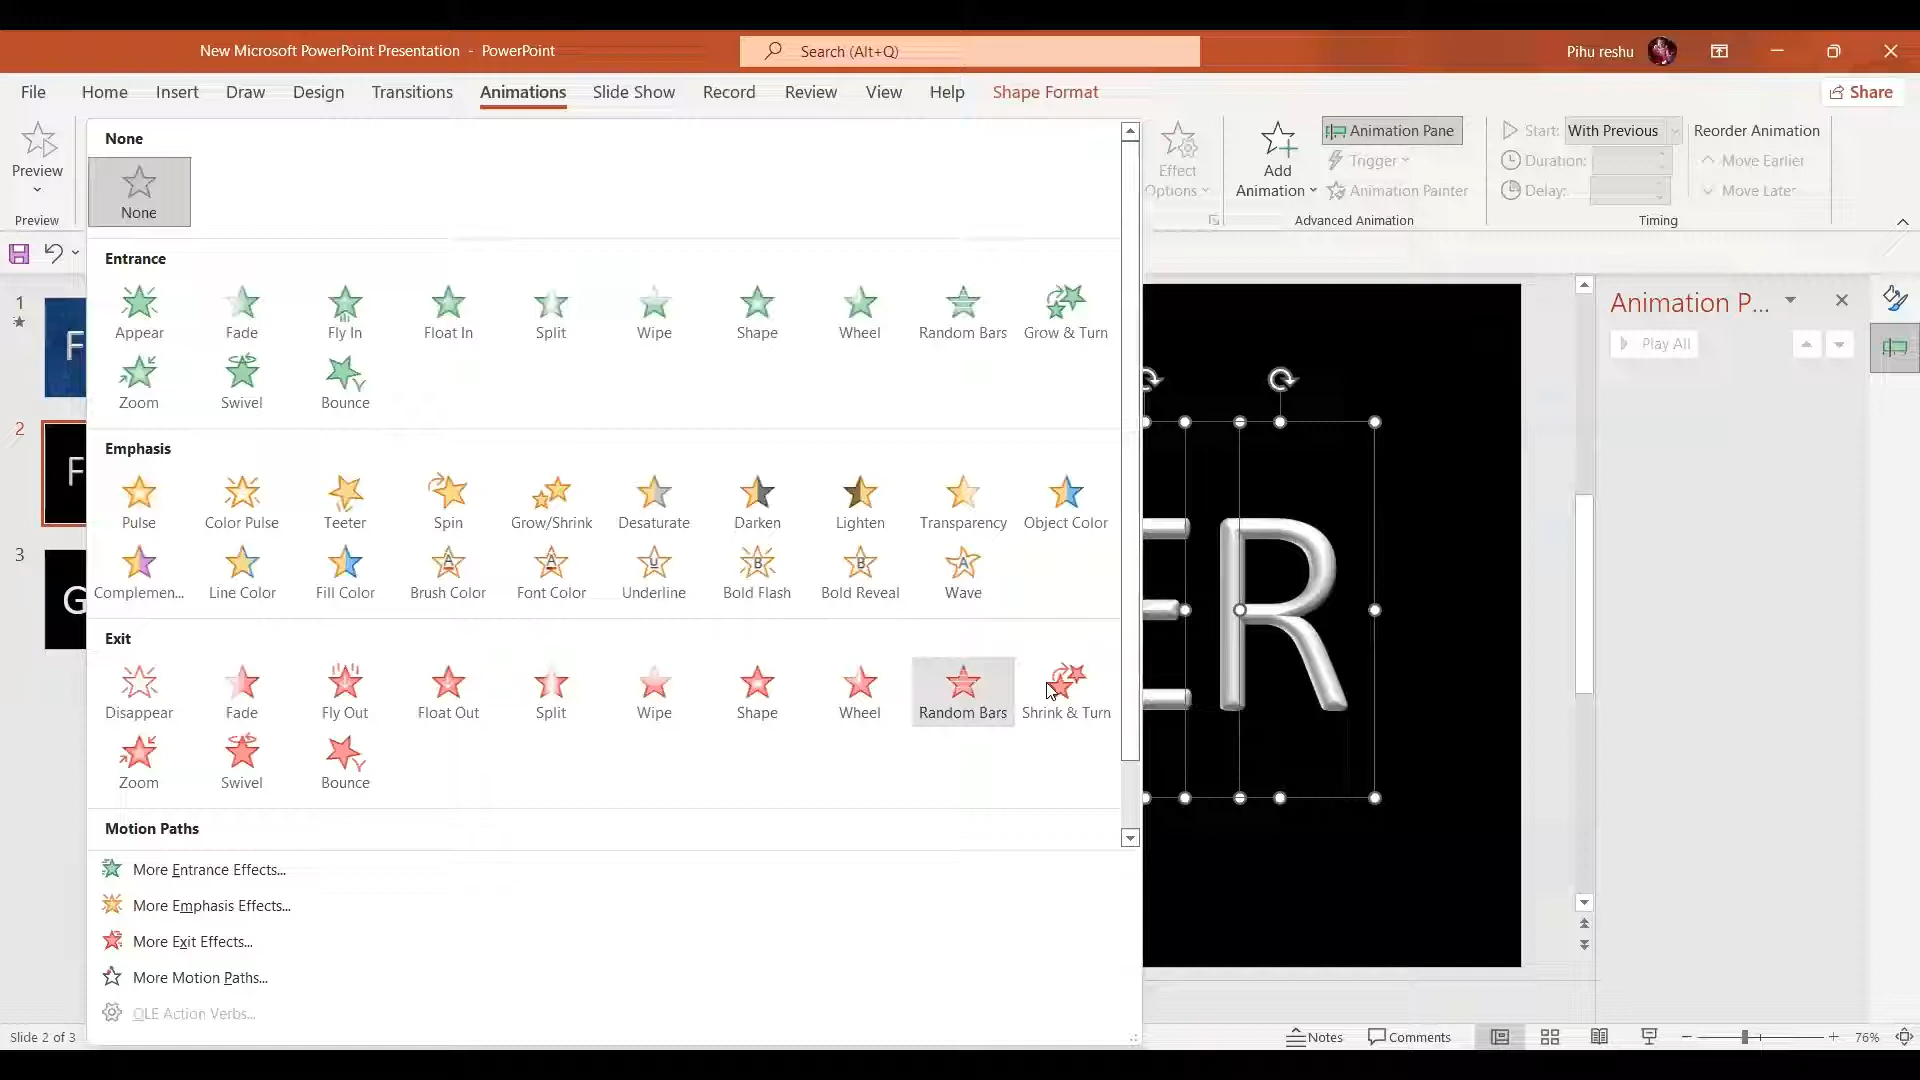 New Microsoft PowerPoint Presentation - PowerPoint
Search (Alt+Q)
Pihu reshu
File Home Insert Draw Design Transitions Animations Slide Show Record Review View Help Shape Format
Share
Preview
Preview
None
None
Effect Options
Add Animation
Animation Pane
Trigger
Animation Painter
Advanced Animation
Start: With Previous
Duration:
Delay:
Timing
Reorder Animation
Move Earlier
Move Later
Entrance
Appear Fade Fly In Float In Split Wipe Shape Wheel Random Bars Grow & Turn
Zoom Swivel Bounce
Emphasis
Pulse Color Pulse Teeter Spin Grow/Shrink Desaturate Darken Lighten Transparency Object Color
Complemen... Line Color Fill Color Brush Color Font Color Underline Bold Flash Bold Reveal Wave
Exit
Disappear Fade Fly Out Float Out Split Wipe Shape Wheel Random Bars Shrink & Turn
Zoom Swivel Bounce
Motion Paths
More Entrance Effects...
More Emphasis Effects...
More Exit Effects...
More Motion Paths...
OLE Action Verbs...
1
F
2
F
3
G
ER
Animation P...
Play All
Slide 2 of 3
Notes
Comments
76%